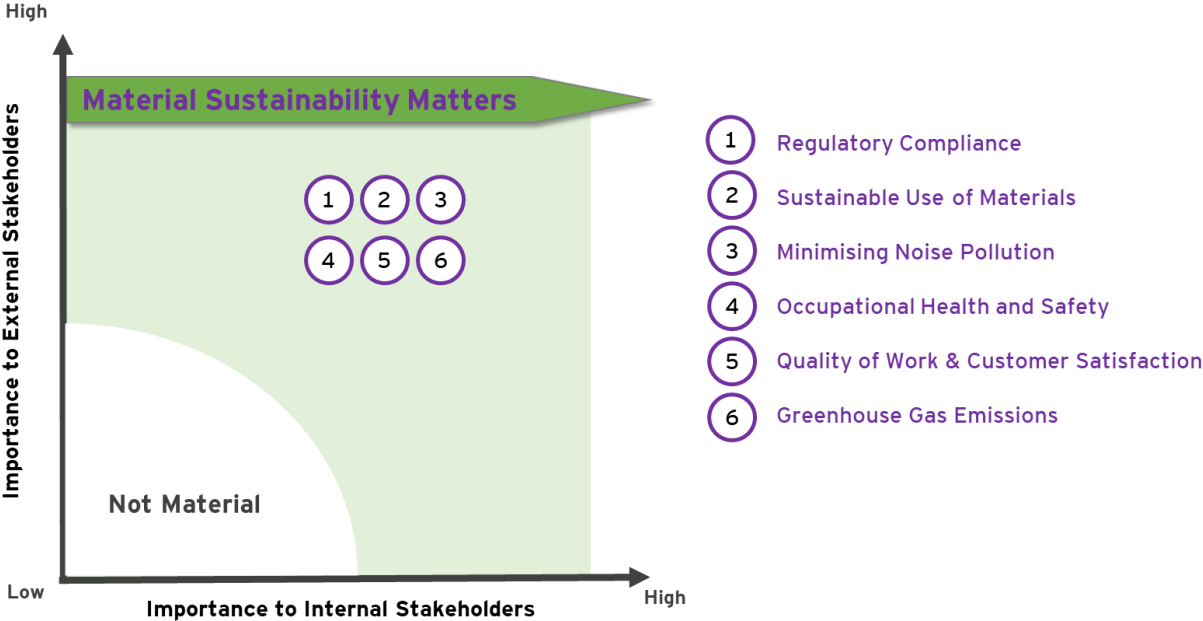 High
Material Sustainability Matters
Importance to External Stakeholders
1 2 3
4 5 6
Not Material
Low
Importance to Internal Stakeholders
High
1 Regulatory Compliance
2 Sustainable Use of Materials
3 Minimising Noise Pollution
4 Occupational Health and Safety
5 Quality of Work & Customer Satisfaction
6 Greenhouse Gas Emissions